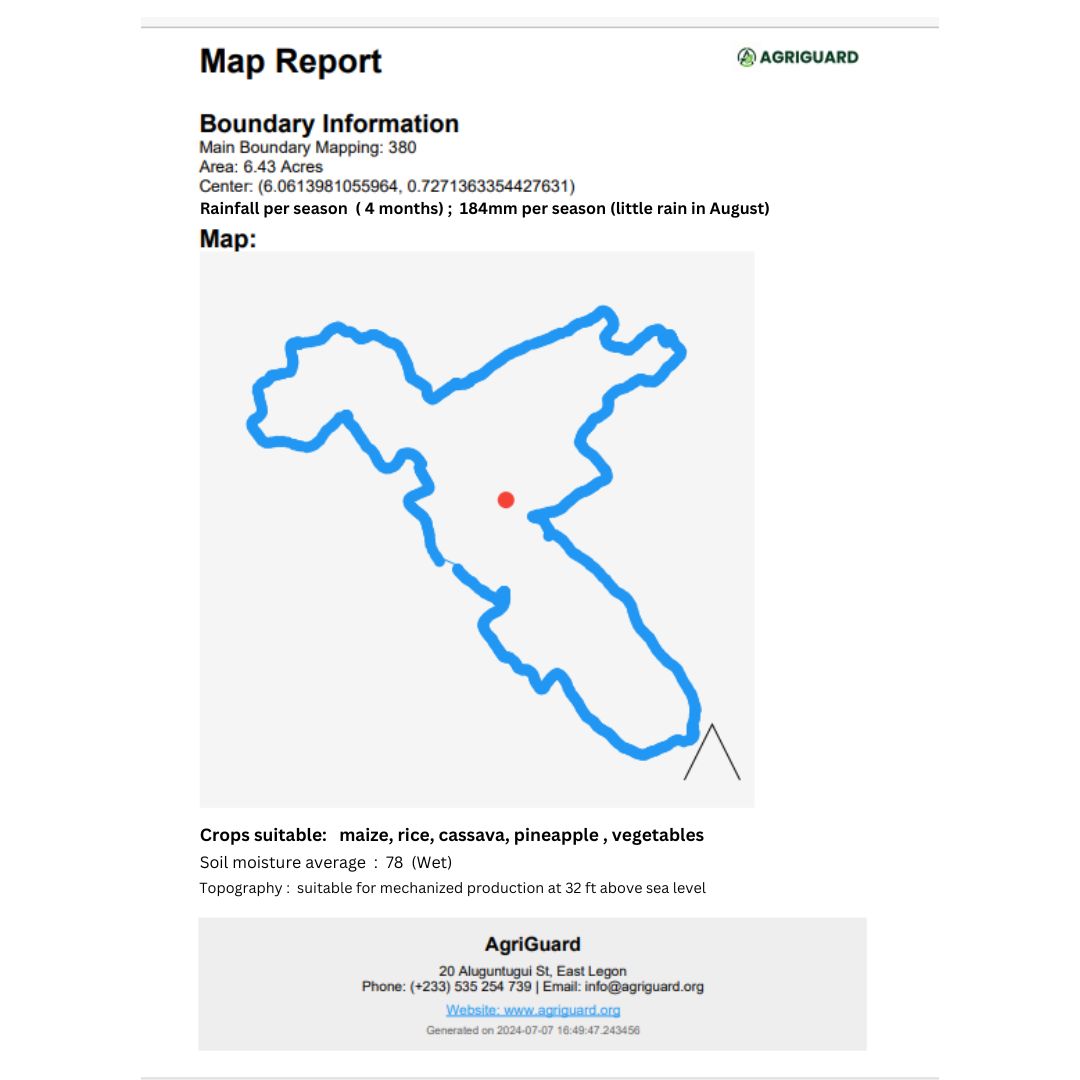 Map Report
AGRIGUARD
Boundary Information
Main Boundary Mapping: 380
Area: 6.43 Acres
Center: (6.0613981055964, 0.7271363354427631)
Rainfall per season ( 4 months) ; 184mm per season (little rain in August)
Map:
Crops suitable: maize, rice, cassava, pineapple , vegetables
Soil moisture average : 78 (Wet)
Topography : suitable for mechanized production at 32 ft above sea level
AgriGuard
20 Aluguntugui St, East Legon
Phone: (+233) 535 254 739 | Email: info@agriguard.org
Website: www.agriguard.org
Generated on 2024-07-07 16:49:47.243456